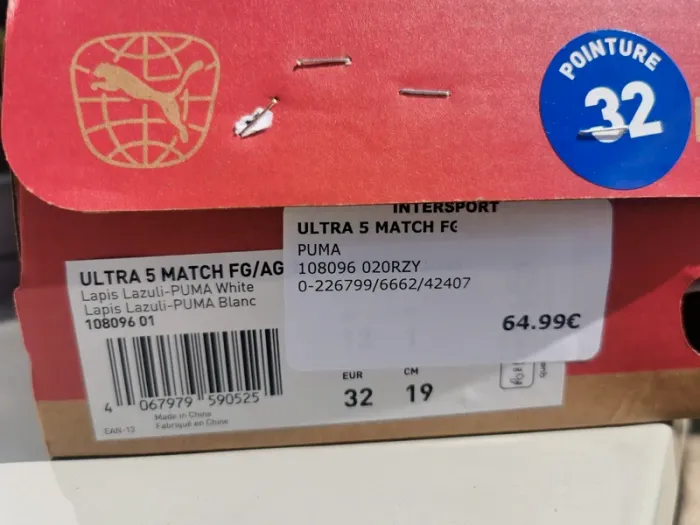 POINTURE
32
INTERSPORT
ULTRA 5 MATCH FG
PUMA
108096 020RZY
0-226799/6662/42407
64.99€
ULTRA 5 MATCH FG/AG
Lapis Lazuli-PUMA White
Lapis Lazuli-PUMA Blanc
108096 01
EUR CM
32 19
4 067979 590525
Made in China
Fabriqué en Chine
EAN-13